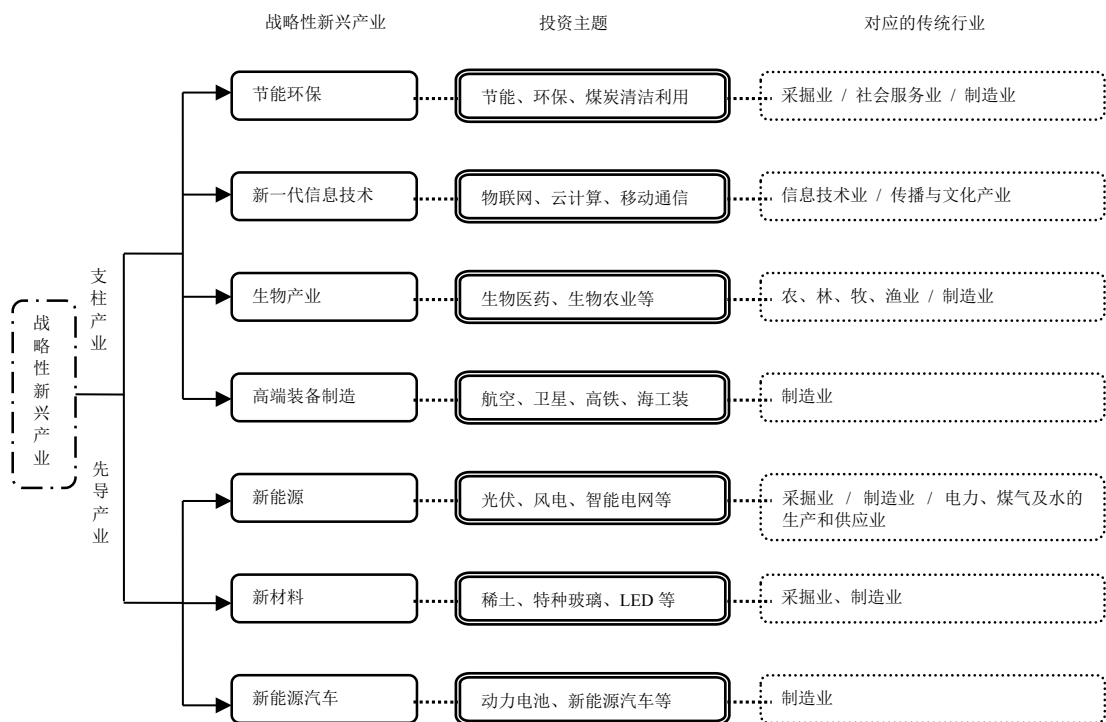 战略性新兴产业
投资主题
对应的传统行业
战略性新兴产业
支柱产业
先导产业
节能环保
节能、环保、煤炭清洁利用
采掘业 / 社会服务业 / 制造业
新一代信息技术
物联网、云计算、移动通信
信息技术业 / 传播与文化产业
生物产业
生物医药、生物农业等
农、林、牧、渔业 / 制造业
高端装备制造
航空、卫星、高铁、海工装
制造业
新能源
光伏、风电、智能电网等
采掘业 / 制造业 / 电力、煤气及水的
生产和供应业
新材料
稀土、特种玻璃、LED 等
采掘业、制造业
新能源汽车
动力电池、新能源汽车等
制造业